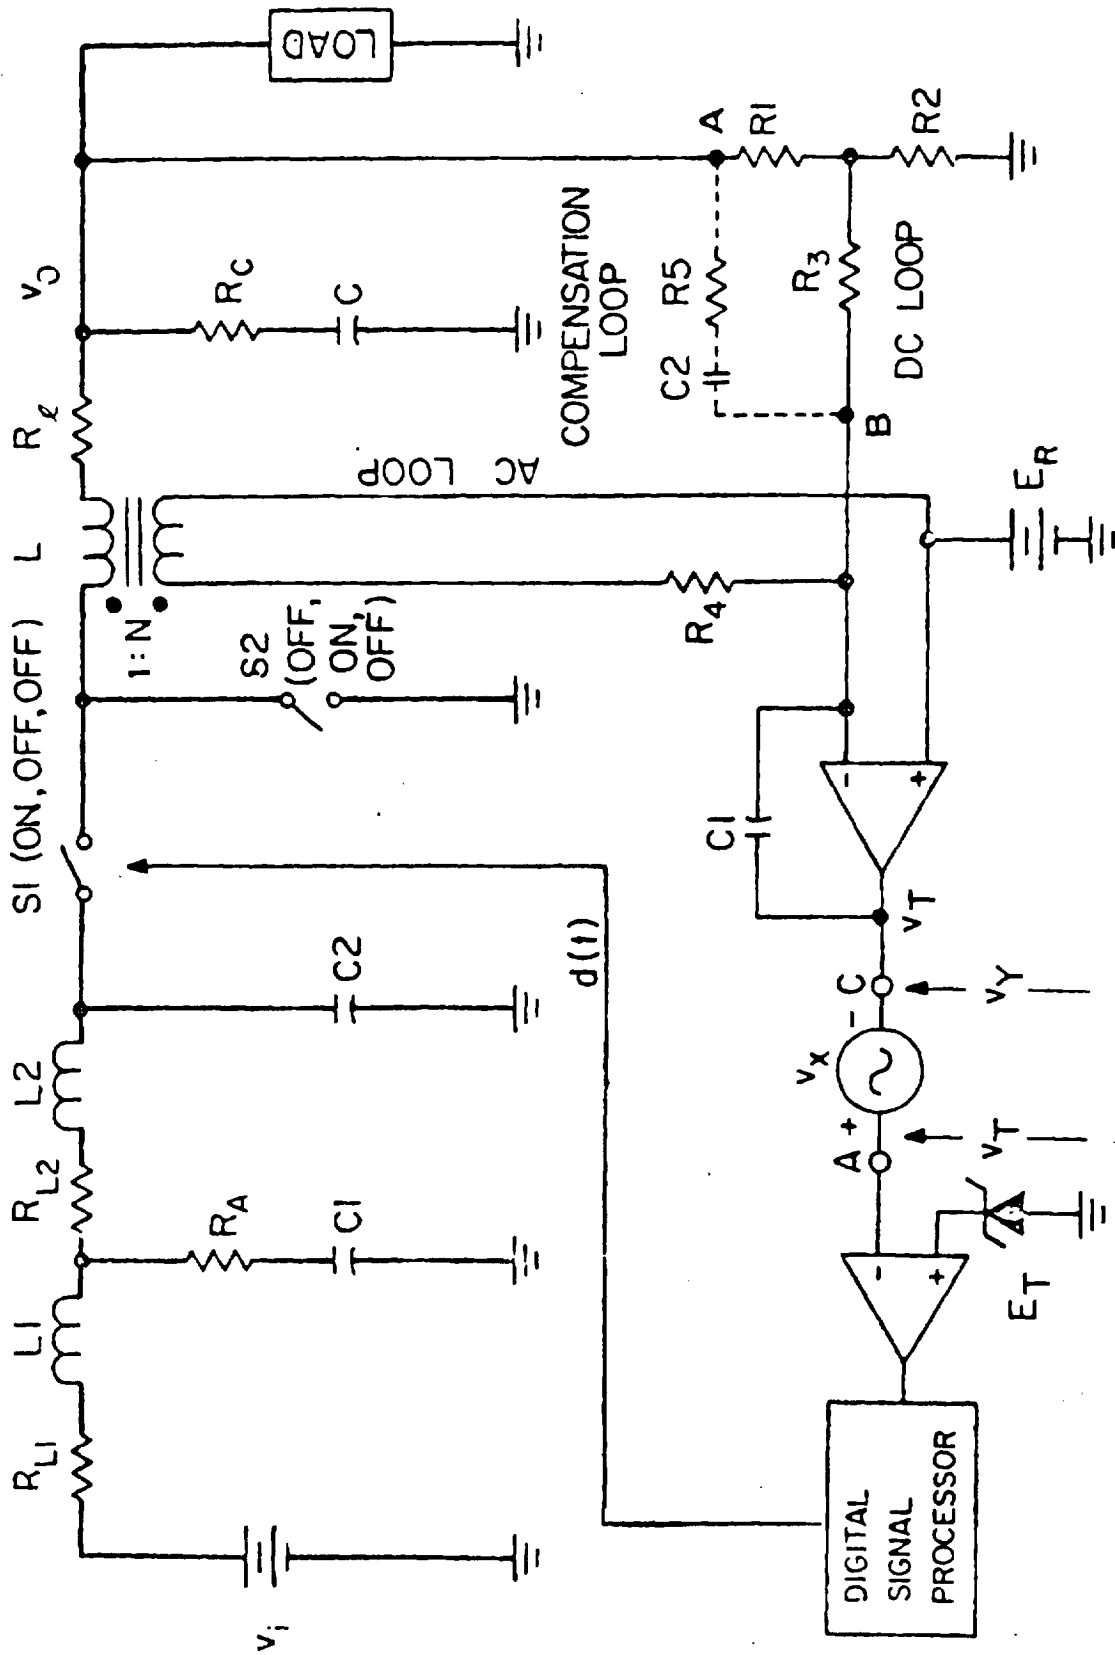 S1 (ON, OFF, OFF)
RL1
L1
RL2
L2
L
Rℓ
vO
1:N
vi
RA
C1
C2
S2
(OFF,
ON,
OFF)
RC
C
LOAD
AC LOOP
COMPENSATION
LOOP
d(t)
R4
C2
R5
A
R1
R3
R2
B
DC LOOP
C1
ER
-
+
vT
C
-
vX
+
A
vY
vT
-
+
ET
DIGITAL
SIGNAL
PROCESSOR